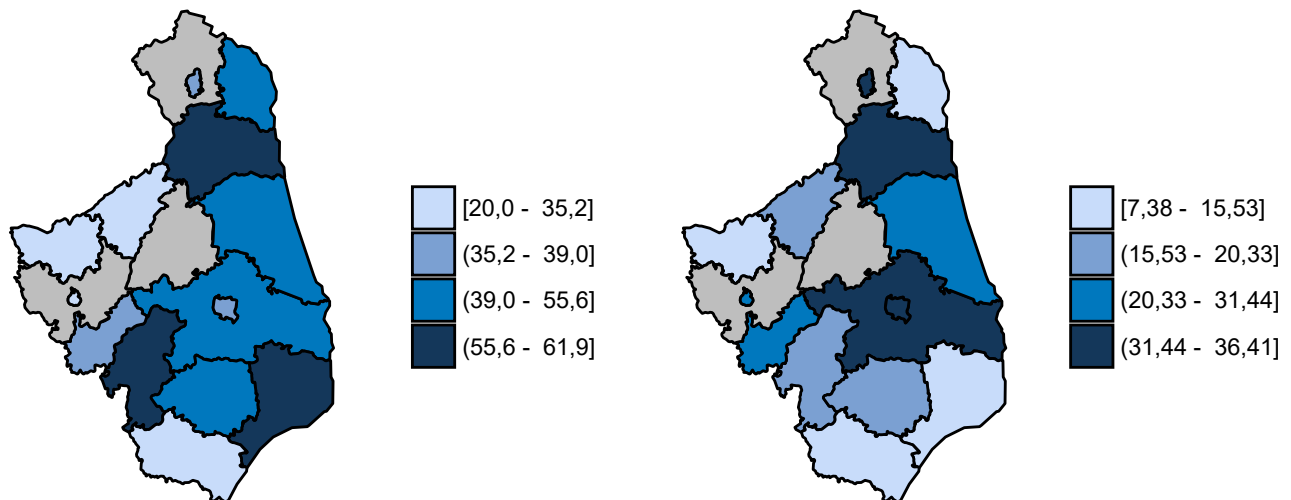 [20,0 - 35,2]
(35,2 - 39,0]
(39,0 - 55,6]
(55,6 - 61,9]
[7,38 - 15,53]
(15,53 - 20,33]
(20,33 - 31,44]
(31,44 - 36,41]